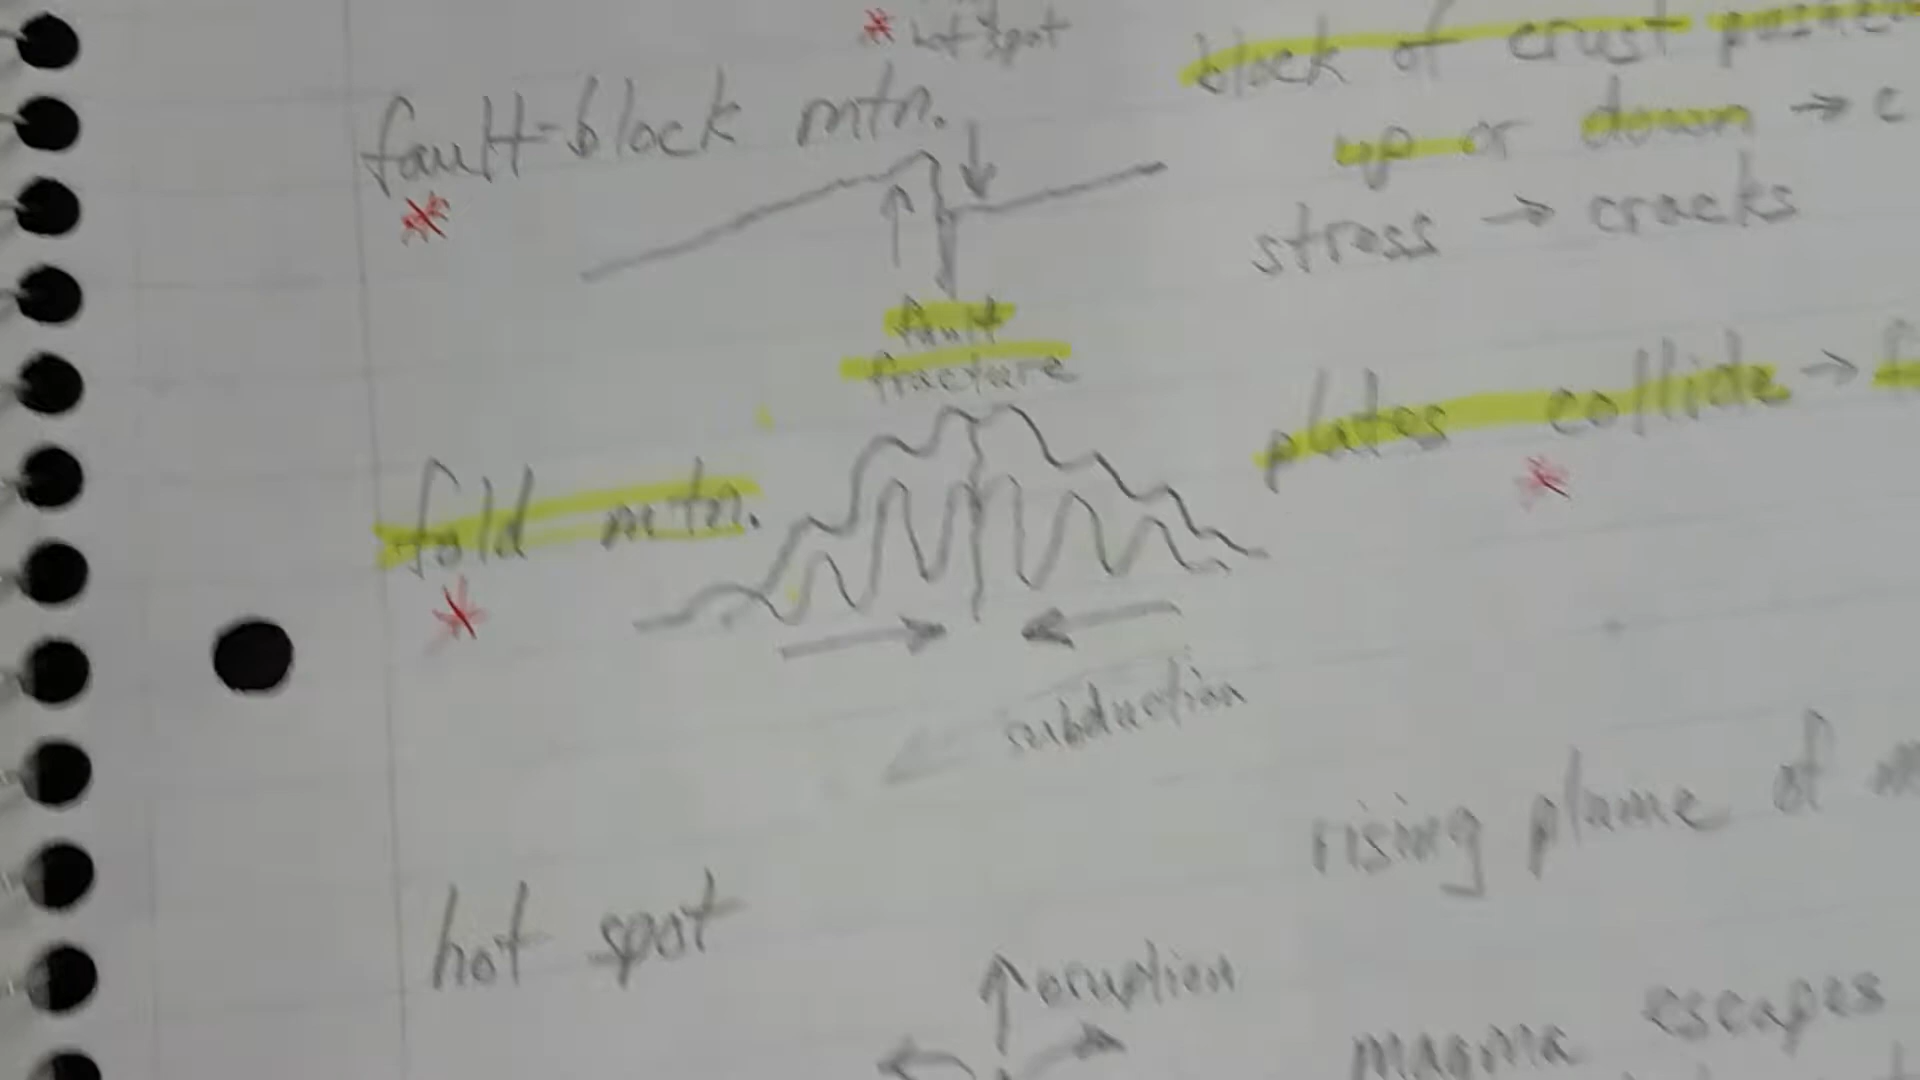 * hot spot
fault-block mtn.
*
block of crust pushed
up or down →
stress → cracks
fault
fracture
fold mtn.
*
plates collide →
*
subduction
hot spot
rising plume of
eruption
magma escapes